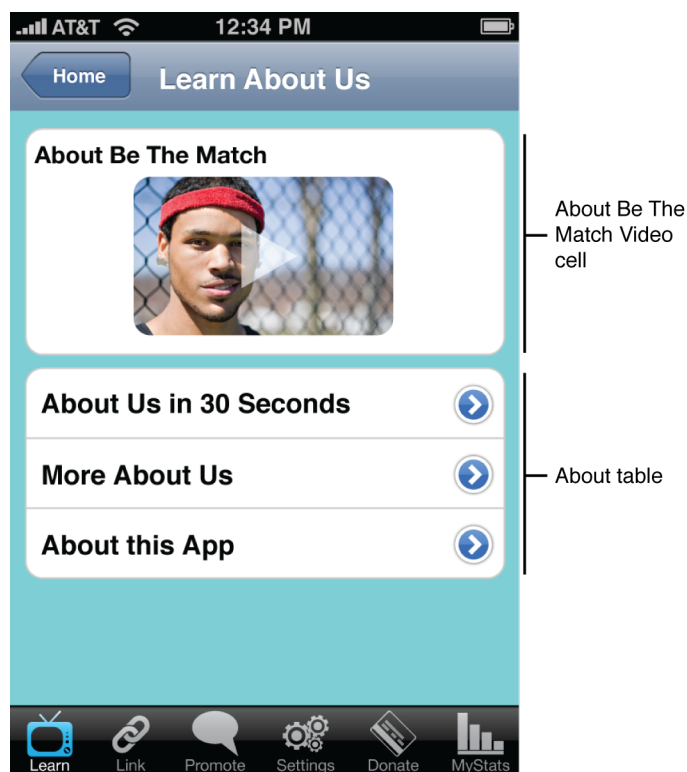 AT&T 12:34 PM
Home Learn About Us
About Be The Match
About Be The
Match Video
cell
About Us in 30 Seconds
More About Us
About this App
About table
Learn Link Promote Settings Donate MyStats